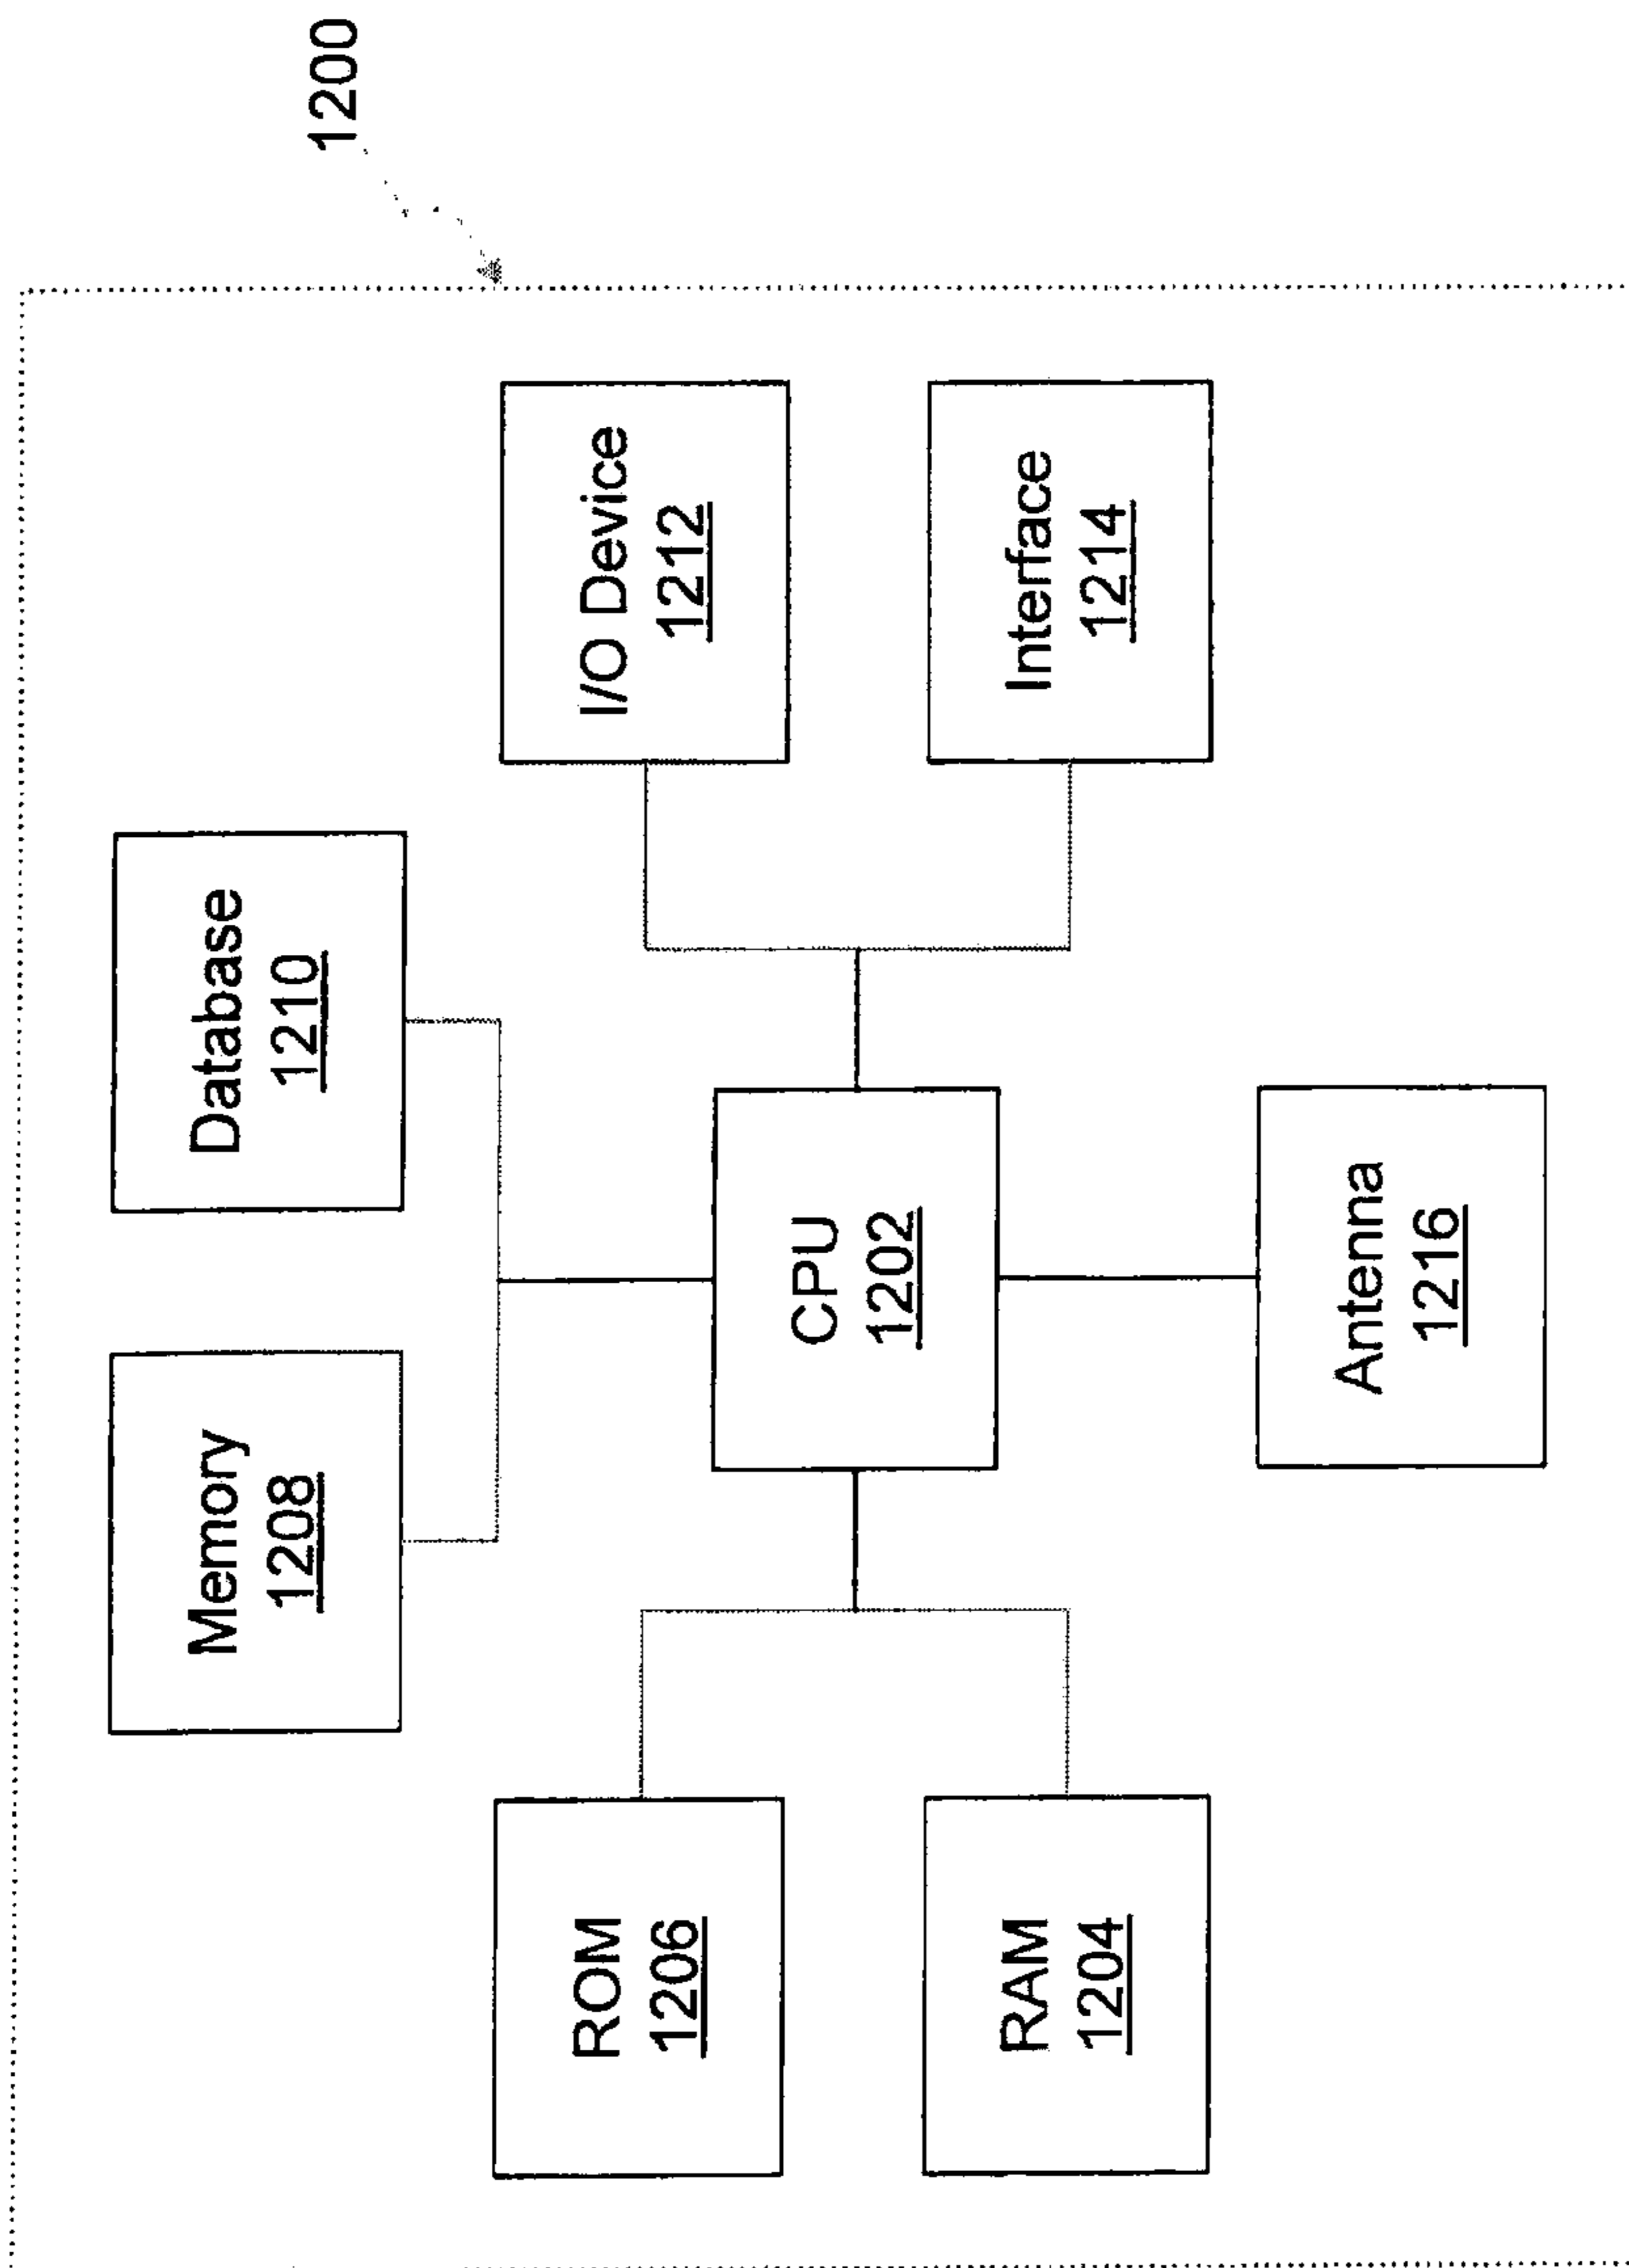 1200
Memory
1208
Database
1210
ROM
1206
I/O Device
1212
CPU
1202
RAM
1204
Interface
1214
Antenna
1216